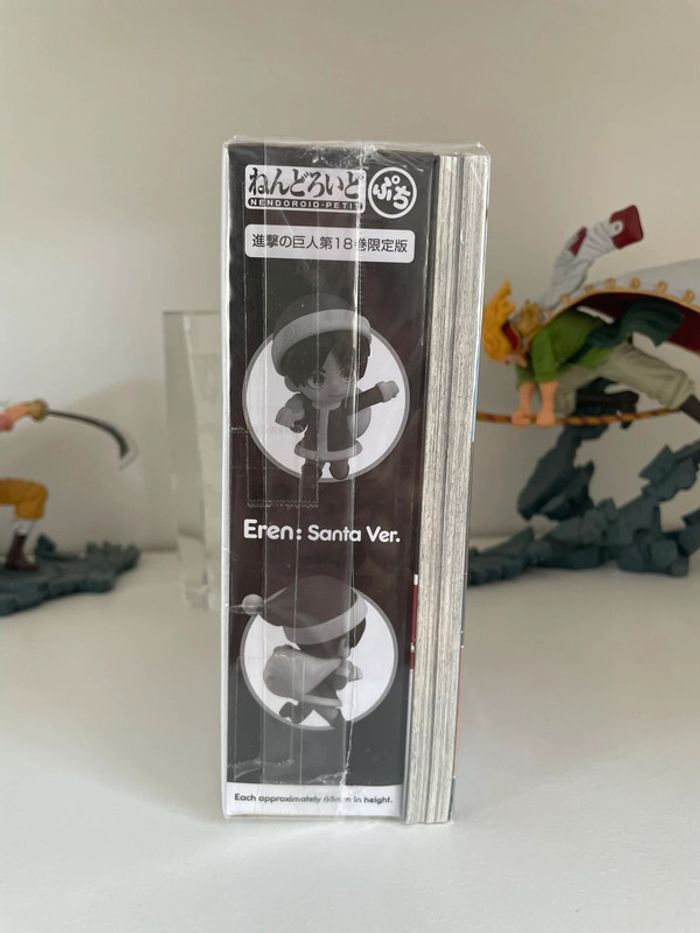 ねんどろいど
NENDOROID-PETIT
ぷち
進撃の巨人第18巻限定版
Eren: Santa Ver.
Each approximately 65mm in height.